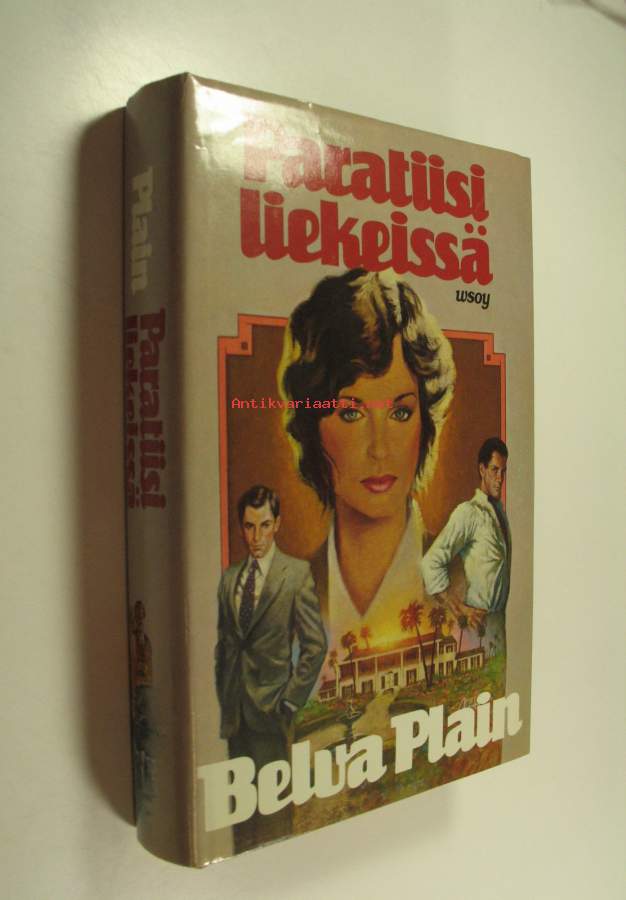 Paratiisi
liekeissä
wsoy
Antikvariaatti.net
Belva Plain
Plain
Paratiisi
liekeissä